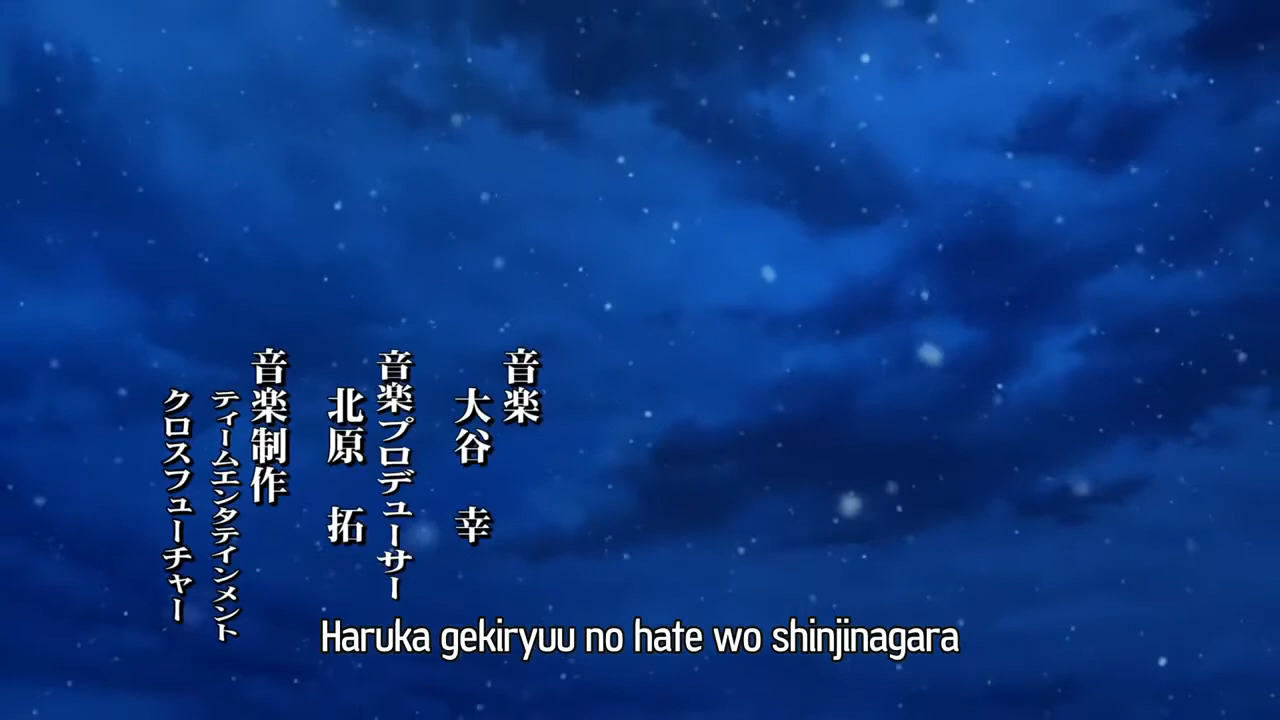 音楽
大谷 幸
音楽プロデューサー
北原 拓
音楽制作
ティームエンタテインメント
クロスフューチャー
Haruka gekiryuu no hate wo shinjinagara